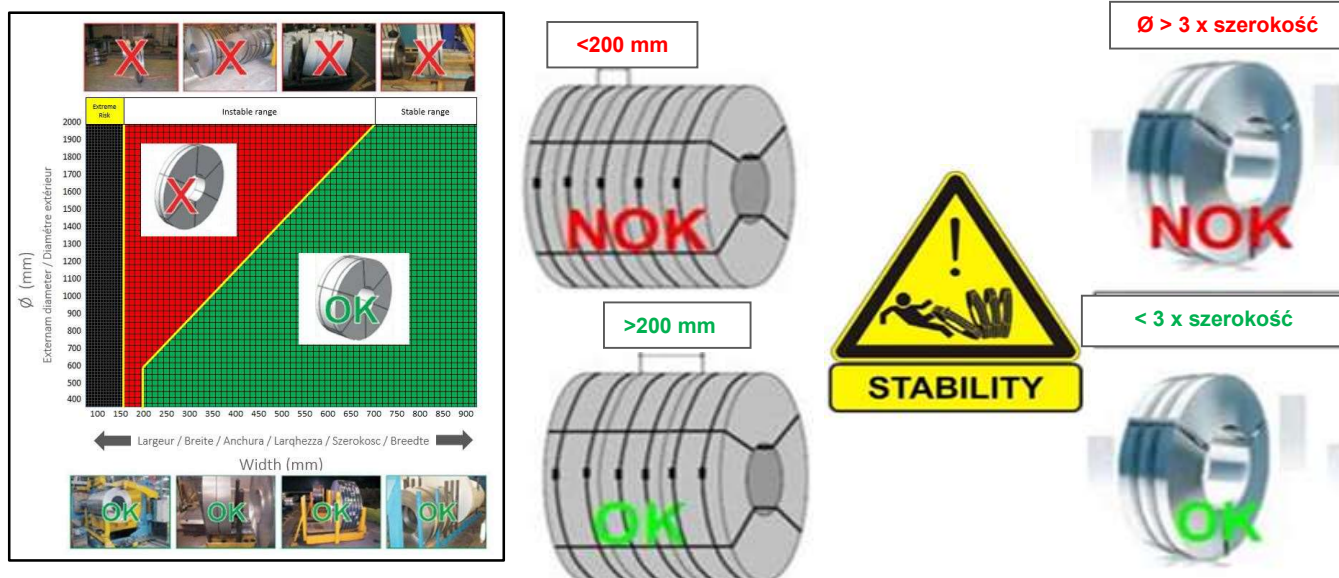 X
X
X
X
Extreme
Risk
Instable range
Stable range
2000
1900
1800
1700
1600
1500
1400
1300
1200
1100
1000
900
800
700
600
500
400
Ø (mm)
Externam diameter / Diamétre extérieur
X
OK
100 150 200 250 300 350 400 450 500 550 600 650 700 750 800 850 900
Largeur / Breite / Anchura / Larqhezza / Szerokosc / Breedte
Width (mm)
OK
OK
OK
OK
<200 mm
NOK
>200 mm
OK
!
STABILITY
Ø > 3 x szerokość
NOK
< 3 x szerokość
OK